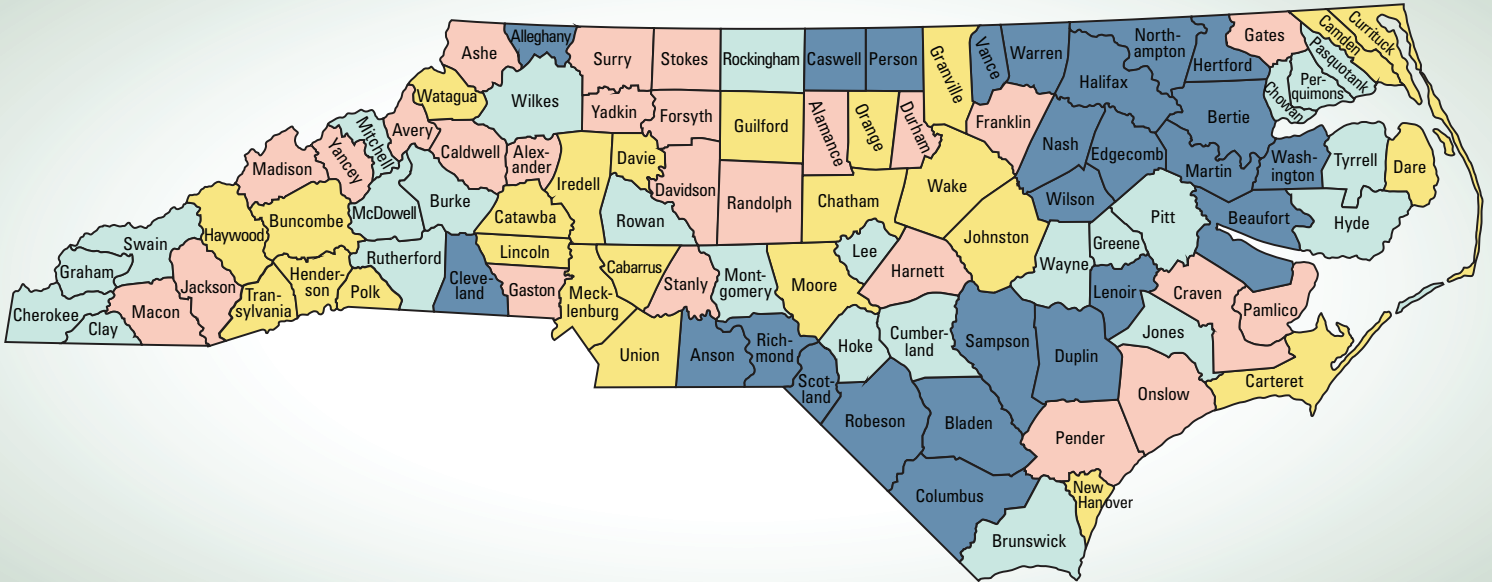 Alleghany
Ashe
Surry
Stokes
Rockingham
Caswell
Person
Granville
Vance
Warren
North-
ampton
Halifax
Hertford
Gates
Camden
Currituck
Pasquotank
Per-
quimons
Chowan
Watagua
Wilkes
Yadkin
Forsyth
Guilford
Alamance
Orange
Durham
Franklin
Nash
Edgecomb
Bertie
Martin
Wash-
ington
Tyrrell
Dare
Mitchell
Avery
Caldwell
Alex-
ander
Iredell
Davie
Davidson
Randolph
Chatham
Wake
Wilson
Madison
Yancey
McDowell
Burke
Catawba
Rowan
Johnston
Greene
Pitt
Beaufort
Hyde
Swain
Haywood
Buncombe
Rutherford
Lincoln
Cabarrus
Stanly
Mont-
gomery
Moore
Lee
Harnett
Wayne
Lenoir
Craven
Pamlico
Graham
Cherokee
Clay
Macon
Jackson
Tran-
sylvania
Hender-
son
Polk
Cleve-
land
Gaston
Meck-
lenburg
Union
Anson
Rich-
mond
Scot-
land
Hoke
Cumber-
land
Sampson
Duplin
Jones
Onslow
Carteret
Robeson
Bladen
Pender
Columbus
New
Hanover
Brunswick